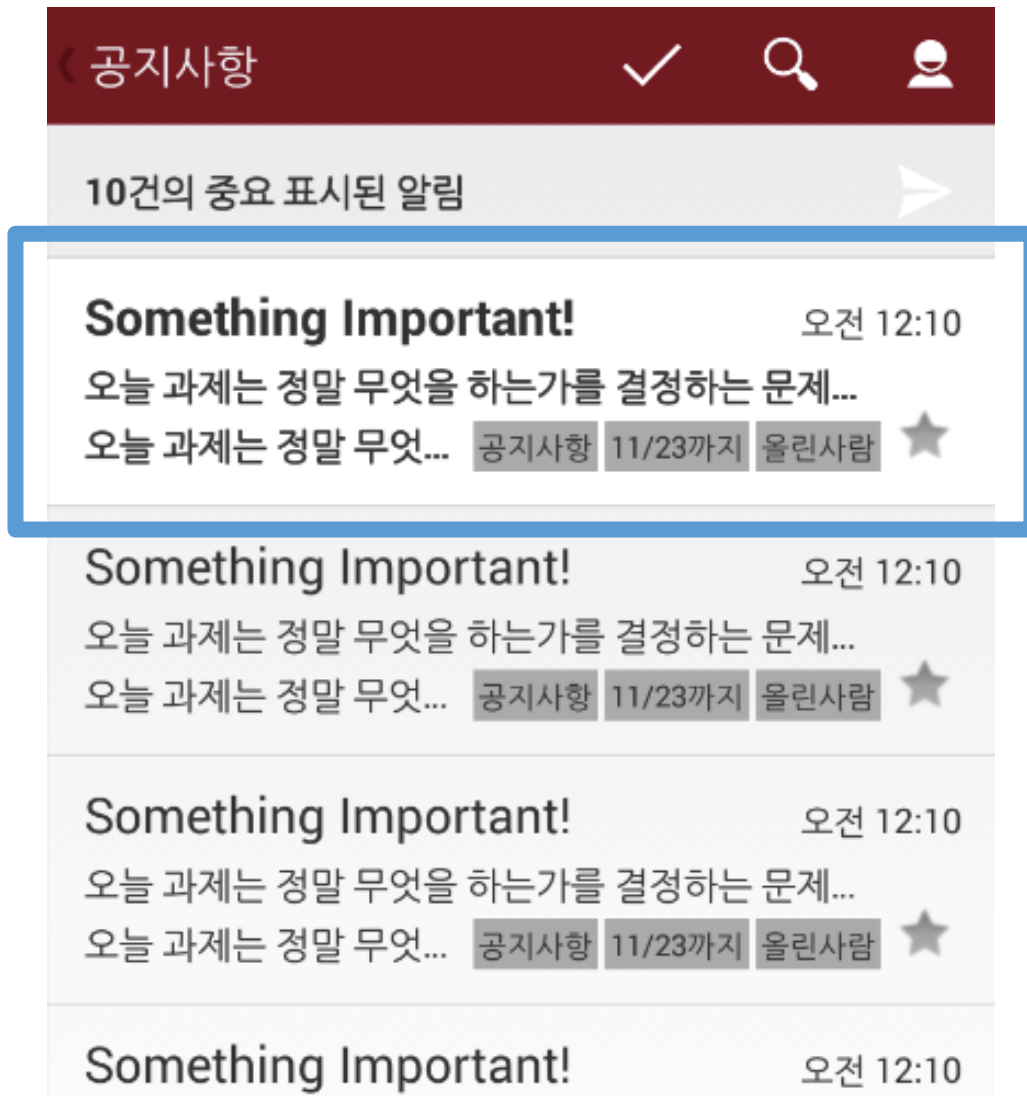 공지사항
10건의 중요 표시된 알림
Something Important! 오전 12:10
오늘 과제는 정말 무엇을 하는가를 결정하는 문제...
오늘 과제는 정말 무엇... 공지사항 11/23까지 올린사람
Something Important! 오전 12:10
오늘 과제는 정말 무엇을 하는가를 결정하는 문제...
오늘 과제는 정말 무엇... 공지사항 11/23까지 올린사람
Something Important! 오전 12:10
오늘 과제는 정말 무엇을 하는가를 결정하는 문제...
오늘 과제는 정말 무엇... 공지사항 11/23까지 올린사람
Something Important! 오전 12:10